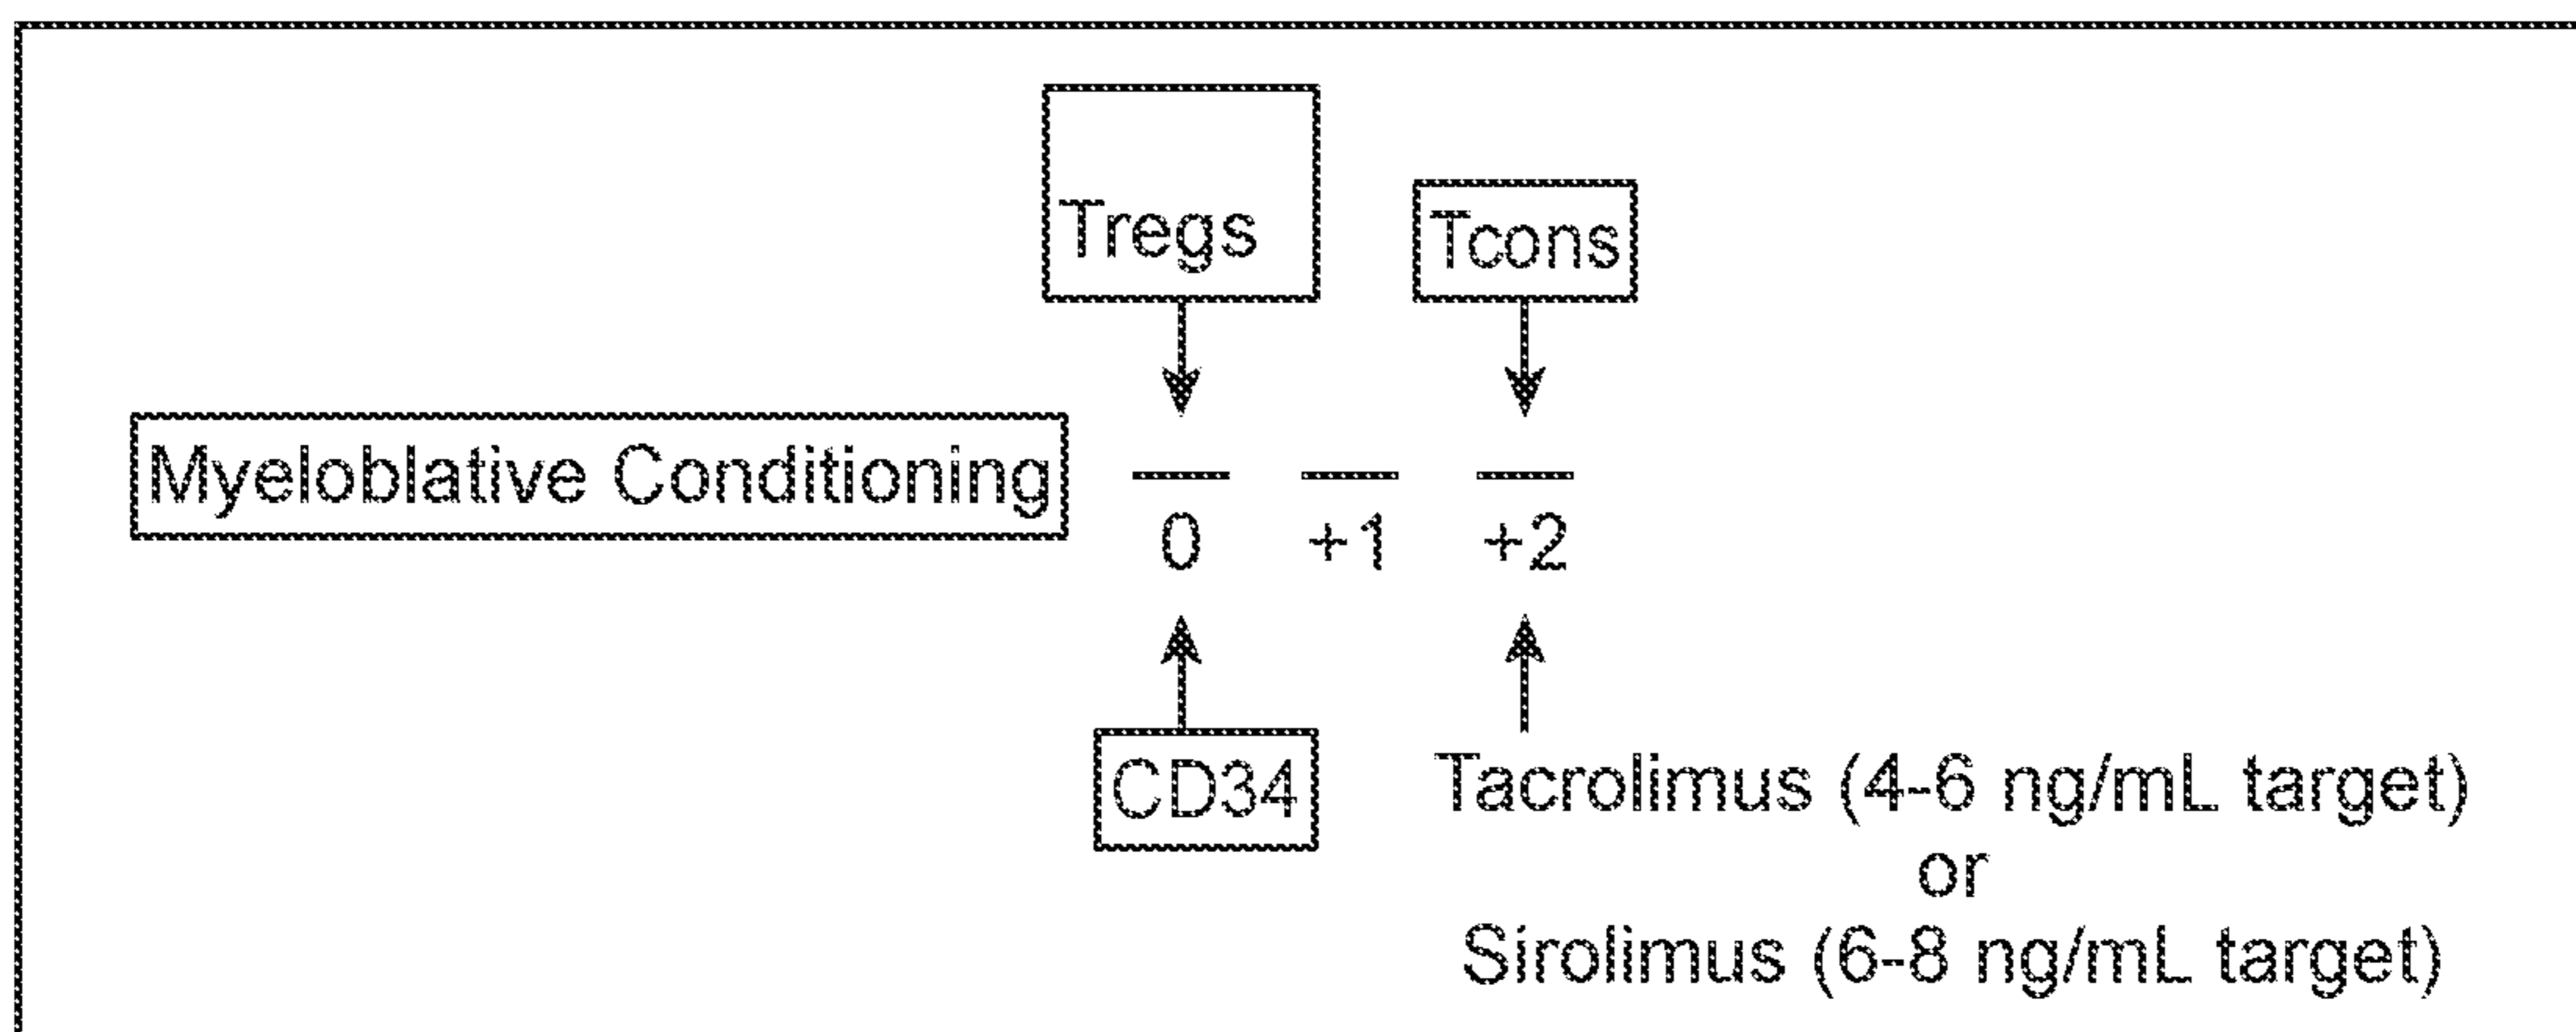 Tregs
Tcons
Myeloblative Conditioning
0 +1 +2
CD34
Tacrolimus (4-6 ng/mL target)
or
Sirolimus (6-8 ng/mL target)